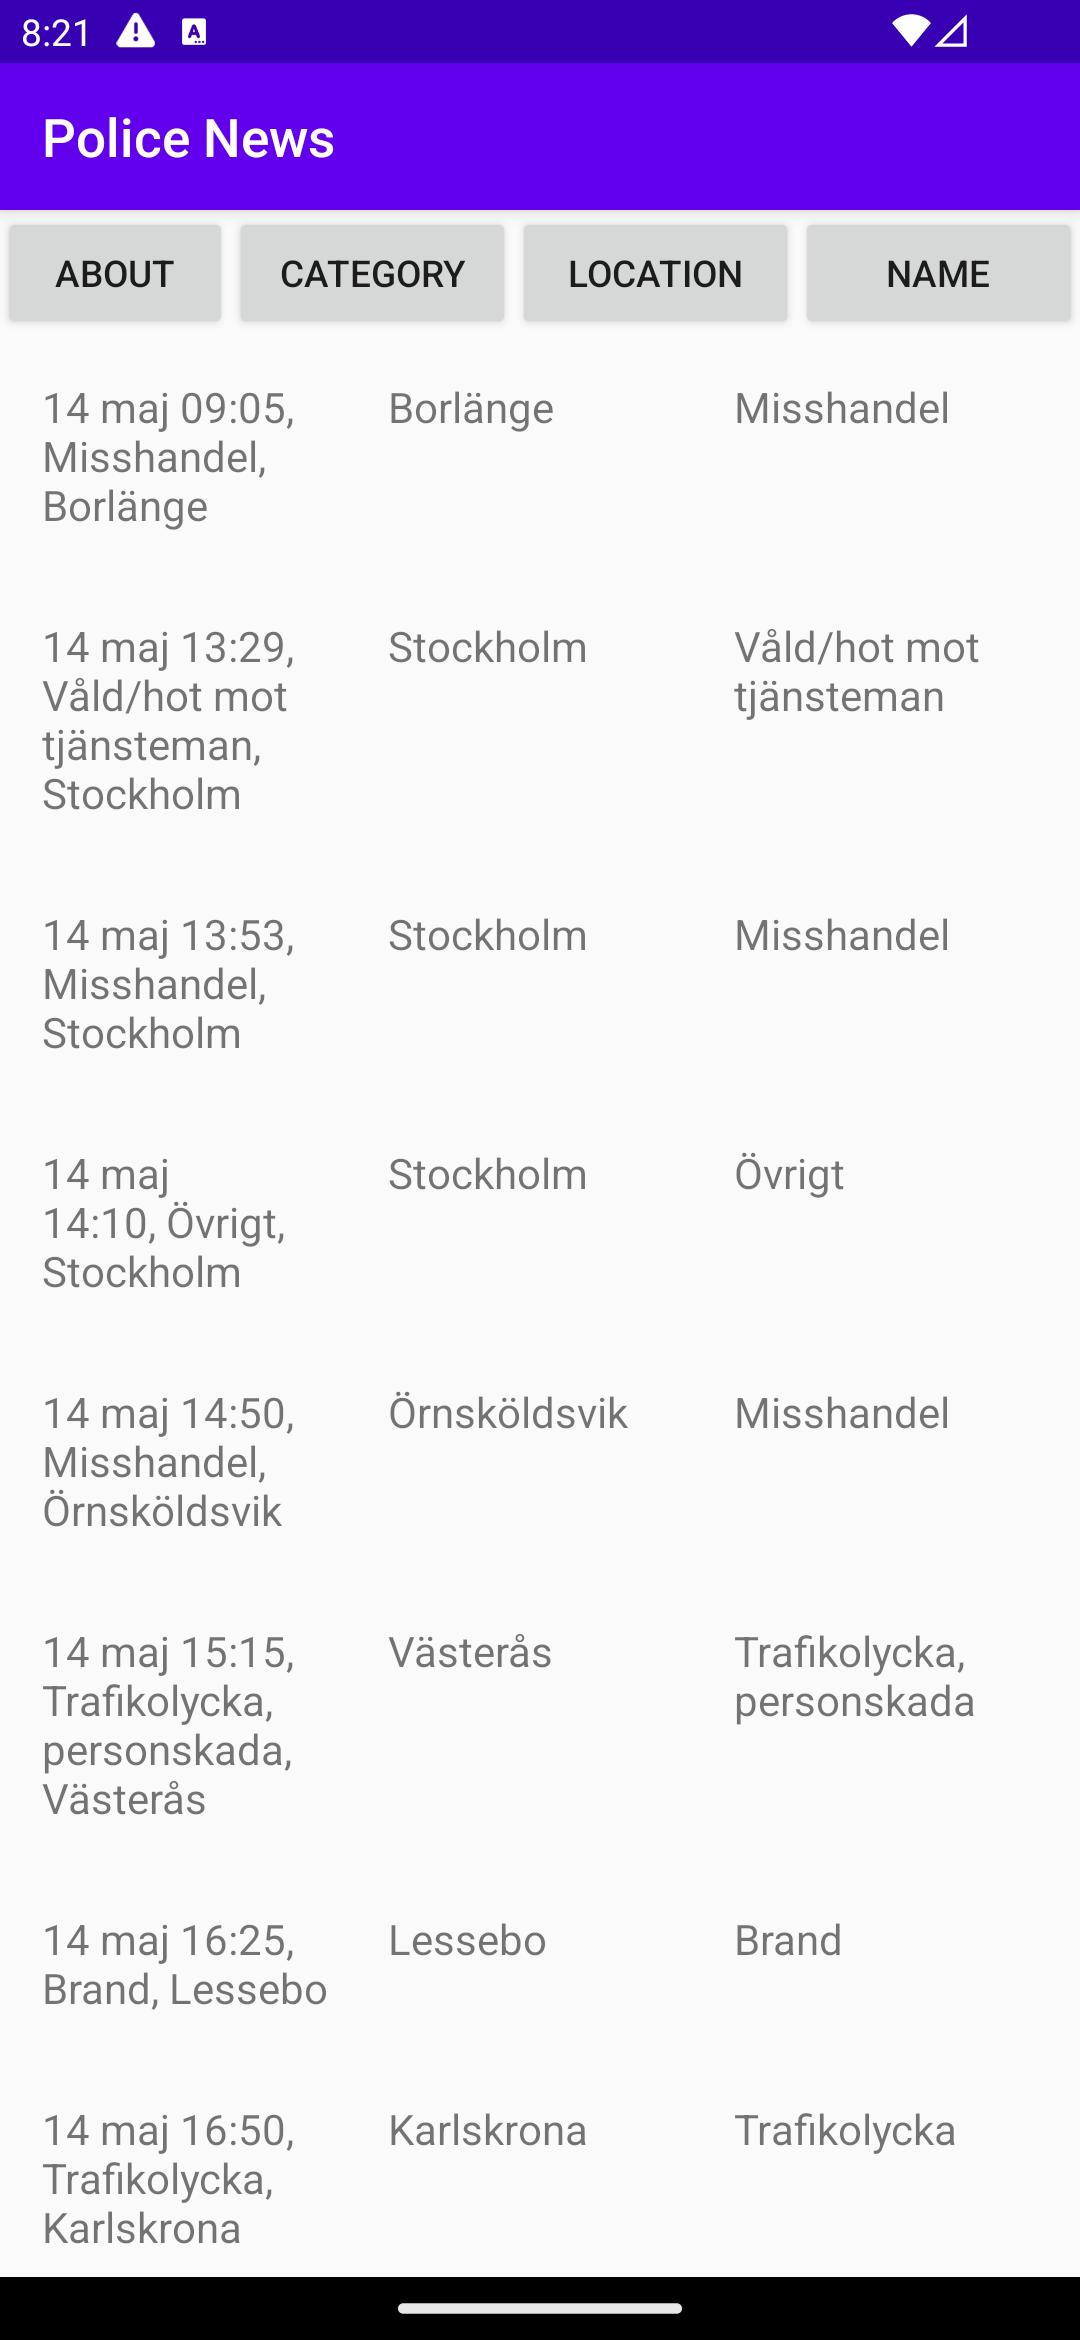 8:21
Police News
ABOUT CATEGORY LOCATION NAME
14 maj 09:05, Borlänge Misshandel
Misshandel,
Borlänge
14 maj 13:29, Stockholm Våld/hot mot
Våld/hot mot tjänsteman
tjänsteman,
Stockholm
14 maj 13:53, Stockholm Misshandel
Misshandel,
Stockholm
14 maj Stockholm Övrigt
14:10, Övrigt,
Stockholm
14 maj 14:50, Örnsköldsvik Misshandel
Misshandel,
Örnsköldsvik
14 maj 15:15, Västerås Trafikolycka,
Trafikolycka, personskada
personskada,
Västerås
14 maj 16:25, Lessebo Brand
Brand, Lessebo
14 maj 16:50, Karlskrona Trafikolycka
Trafikolycka,
Karlskrona